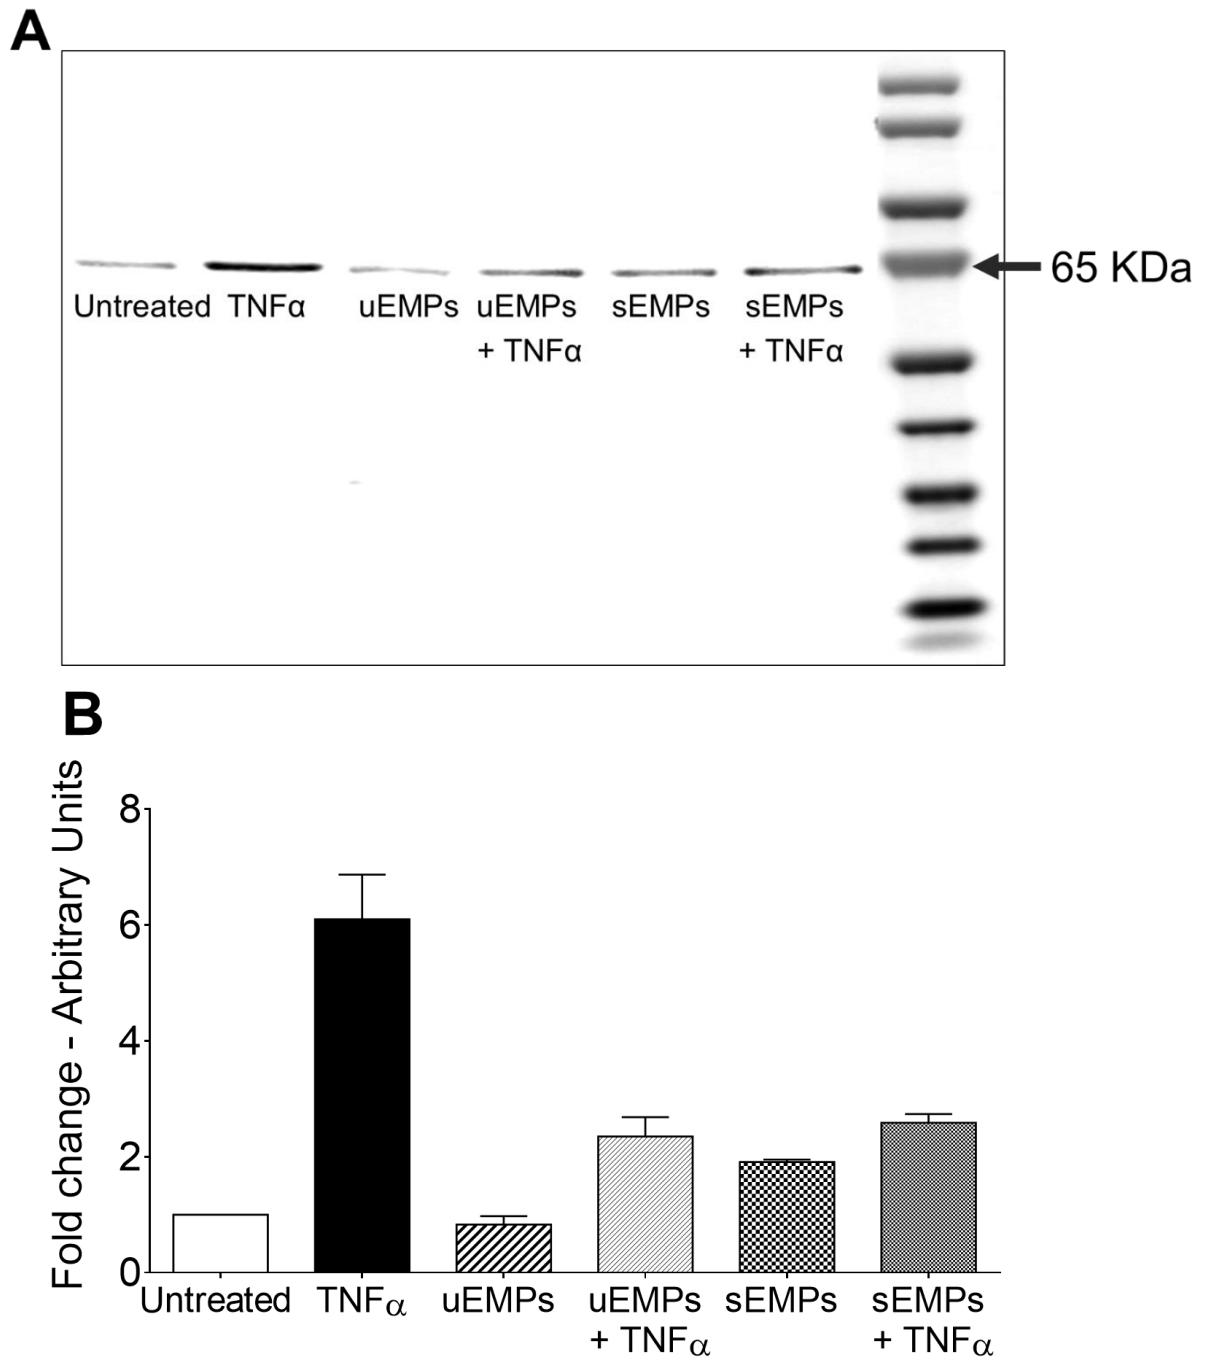 A
65 KDa
Untreated TNFα uEMPs uEMPs sEMPs sEMPs
+ TNFα + TNFα
B
Fold change - Arbitrary Units
8
6
4
2
0
Untreated TNFα uEMPs uEMPs sEMPs sEMPs
+ TNFα + TNFα